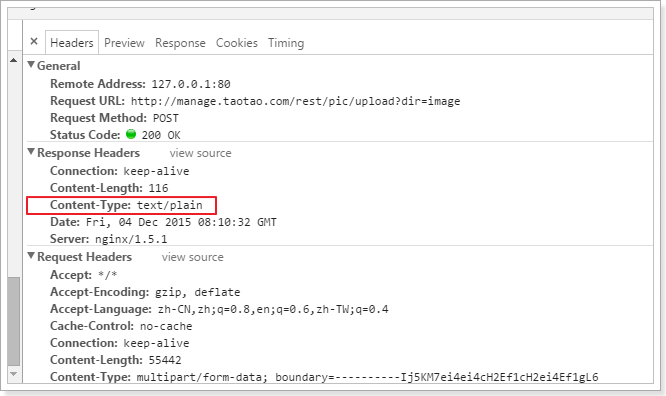 × Headers Preview Response Cookies Timing
▼General
Remote Address: 127.0.0.1:80
Request URL: http://manage.taotao.com/rest/pic/upload?dir=image
Request Method: POST
Status Code: 200 OK
▼Response Headers view source
Connection: keep-alive
Content-Length: 116
Content-Type: text/plain
Date: Fri, 04 Dec 2015 08:10:32 GMT
Server: nginx/1.5.1
▼Request Headers view source
Accept: */*
Accept-Encoding: gzip, deflate
Accept-Language: zh-CN,zh;q=0.8,en;q=0.6,zh-TW;q=0.4
Cache-Control: no-cache
Connection: keep-alive
Content-Length: 55442
Content-Type: multipart/form-data; boundary=----------Ij5KM7ei4ei4cH2Ef1cH2ei4Ef1gL6